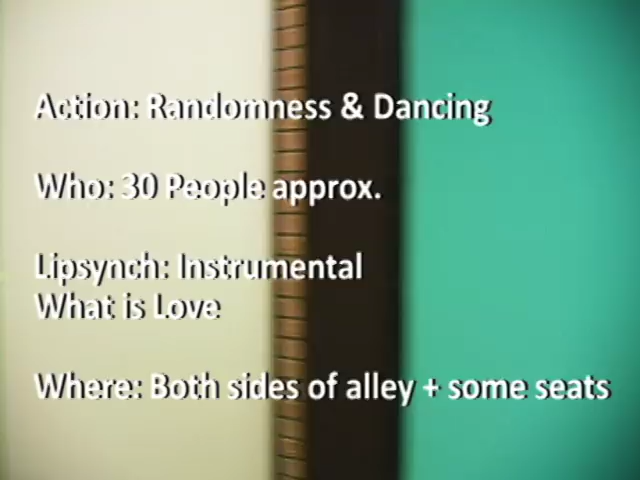 Action: Randomness & Dancing
Who: 30 People approx.
Lipsynch: Instrumental
What is Love
Where: Both sides of alley + some seats